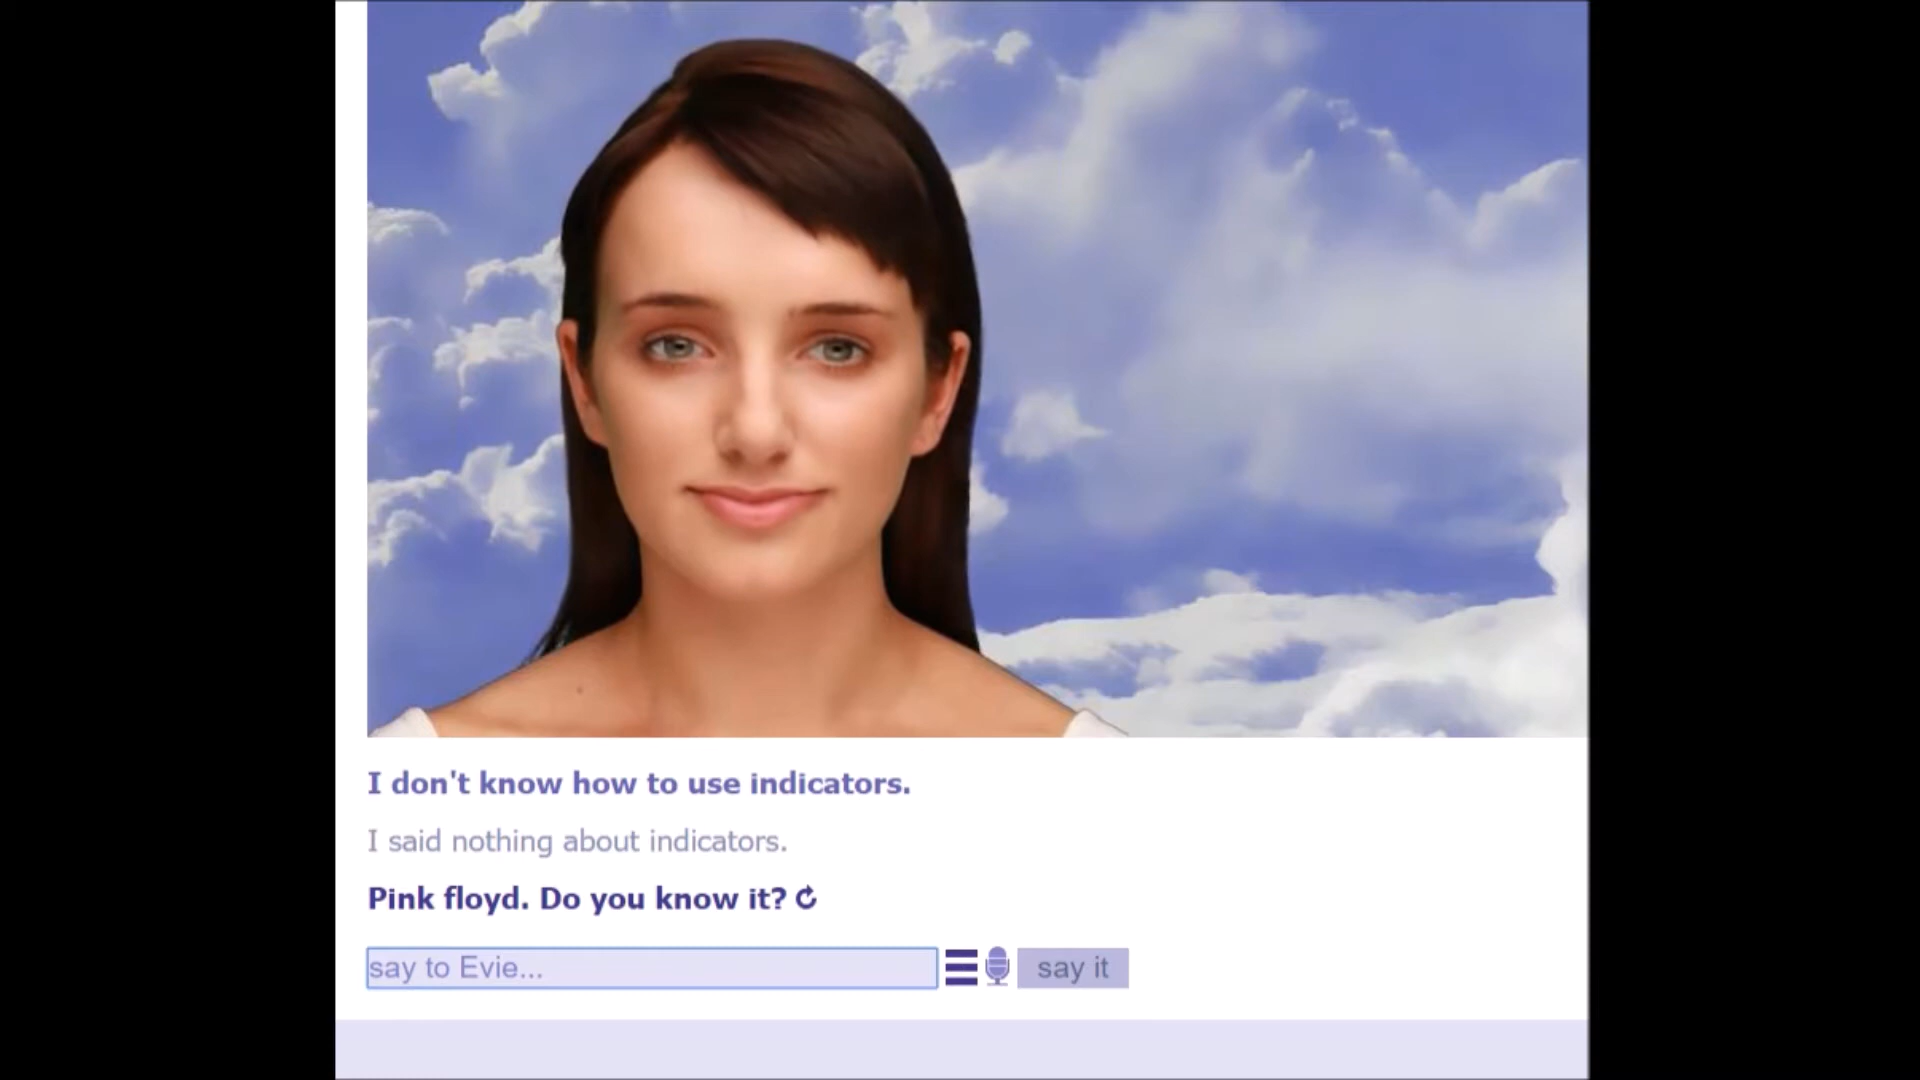 I don't know how to use indicators.
I said nothing about indicators.
Pink floyd. Do you know it?
say to Evie... say it